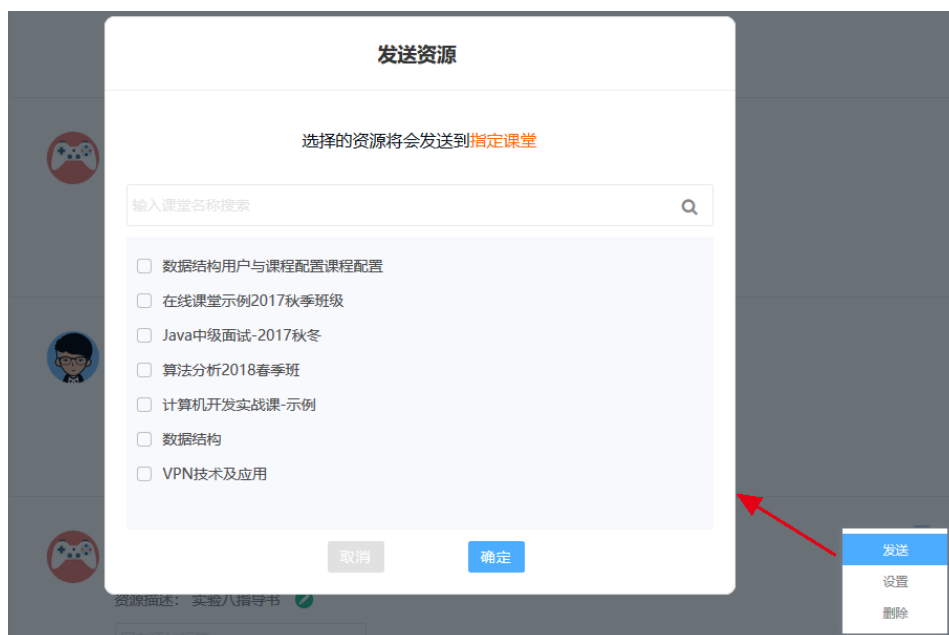 发送资源
选择的资源将会发送到指定课堂
输入课堂名称搜索
数据结构用户与课程配置课程配置
在线课堂示例2017秋季班级
Java中级面试-2017秋冬
算法分析2018春季班
计算机开发实战课-示例
数据结构
VPN技术及应用
取消 确定
发送
设置
删除
资源描述： 实验八指导书